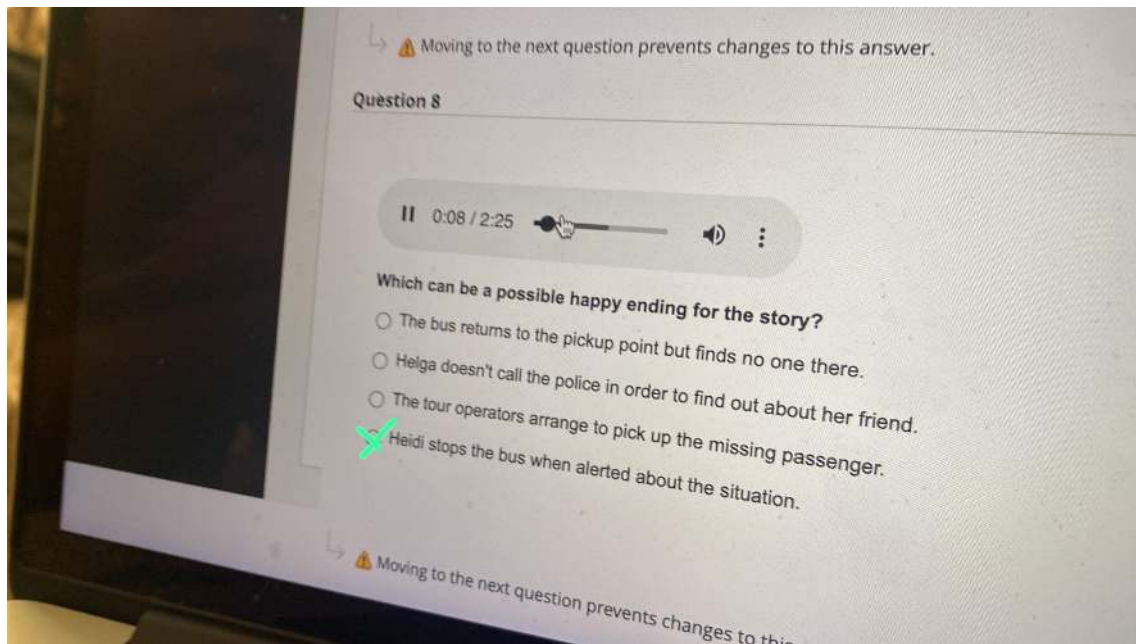 ⚠ Moving to the next question prevents changes to this answer.
Question 8
0:08 / 2:25
Which can be a possible happy ending for the story?
The bus returns to the pickup point but finds no one there.
Helga doesn't call the police in order to find out about her friend.
The tour operators arrange to pick up the missing passenger.
Heidi stops the bus when alerted about the situation.
⚠ Moving to the next question prevents changes to this